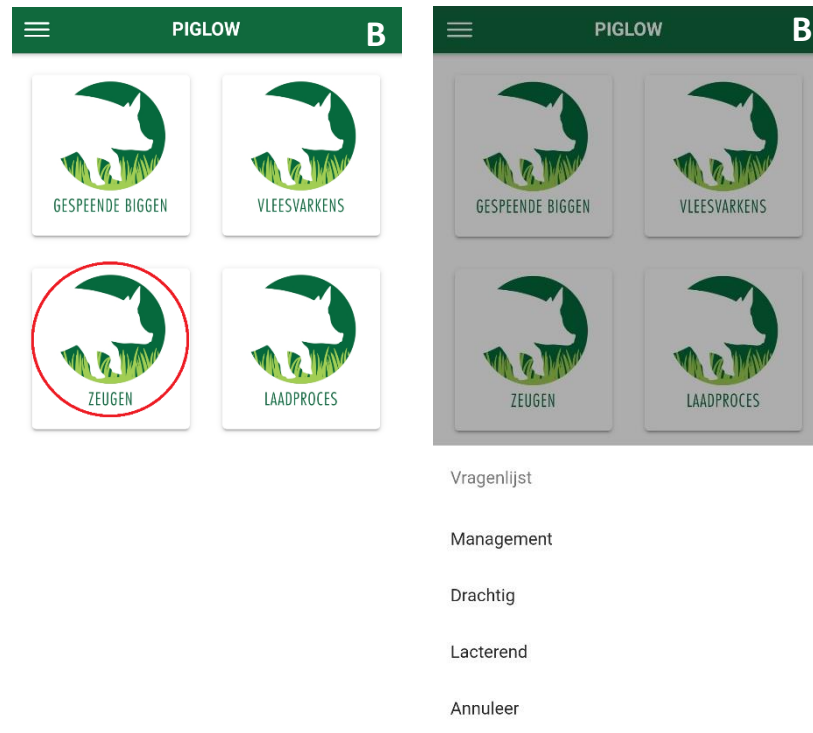 PIGLOW
B
GESPEENDE BIGGEN
VLEESVARKENS
ZEUGEN
LAADPROCES
PIGLOW
B
GESPEENDE BIGGEN
VLEESVARKENS
ZEUGEN
LAADPROCES
Vragenlijst
Management
Drachtig
Lacterend
Annuleer